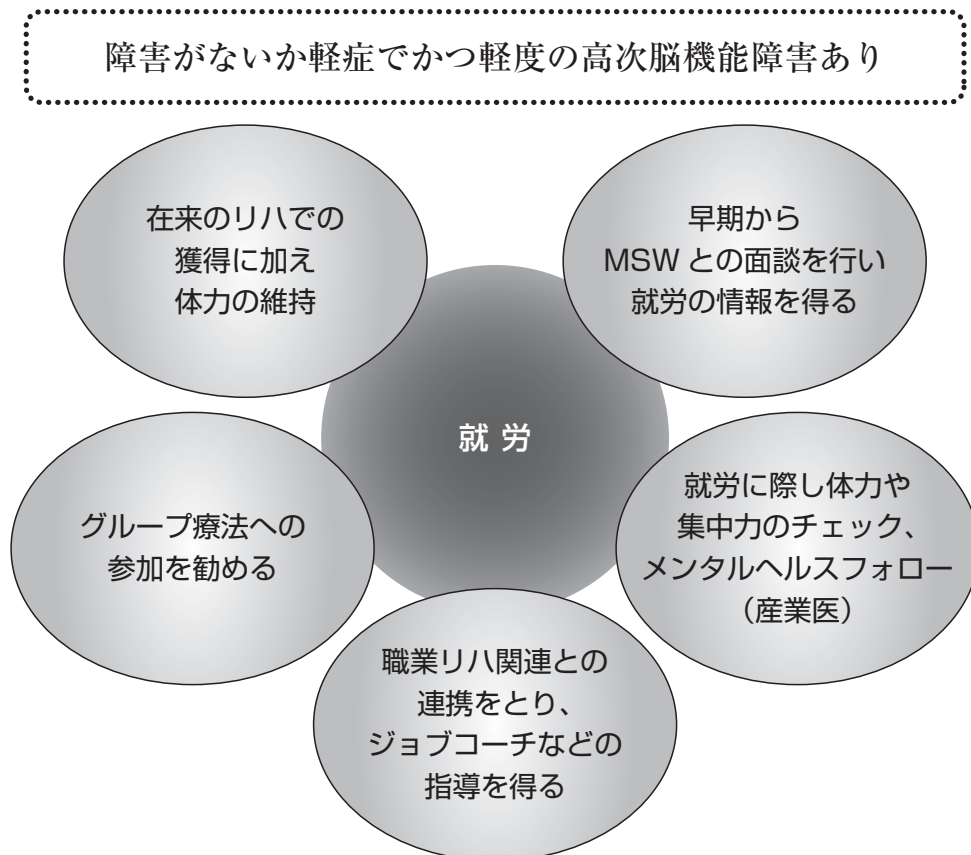 障害がないか軽症でかつ軽度の高次脳機能障害あり
在来のリハでの
獲得に加え
体力の維持
早期から
MSW との面談を行い
就労の情報を得る
就 労
グループ療法への
参加を勧める
就労に際し体力や
集中力のチェック、
メンタルヘルスフォロー
（産業医）
職業リハ関連との
連携をとり、
ジョブコーチなどの
指導を得る